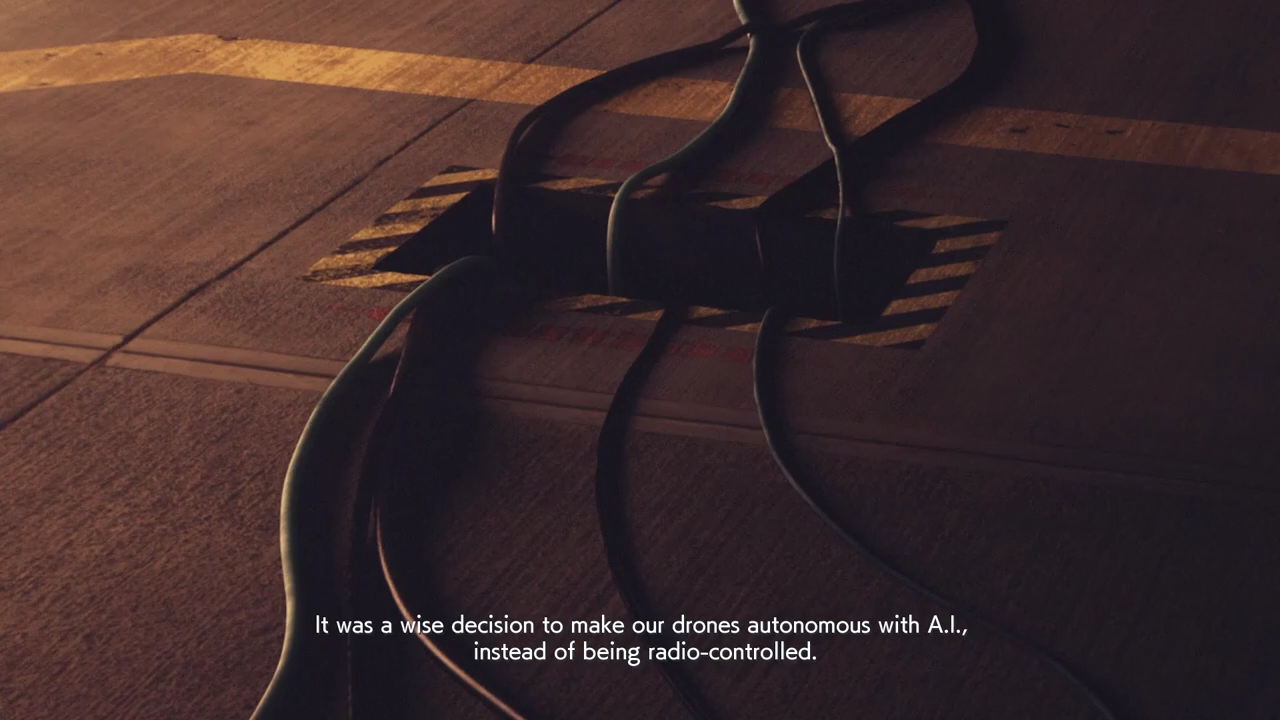 It was a wise decision to make our drones autonomous with A.I.,
instead of being radio-controlled.